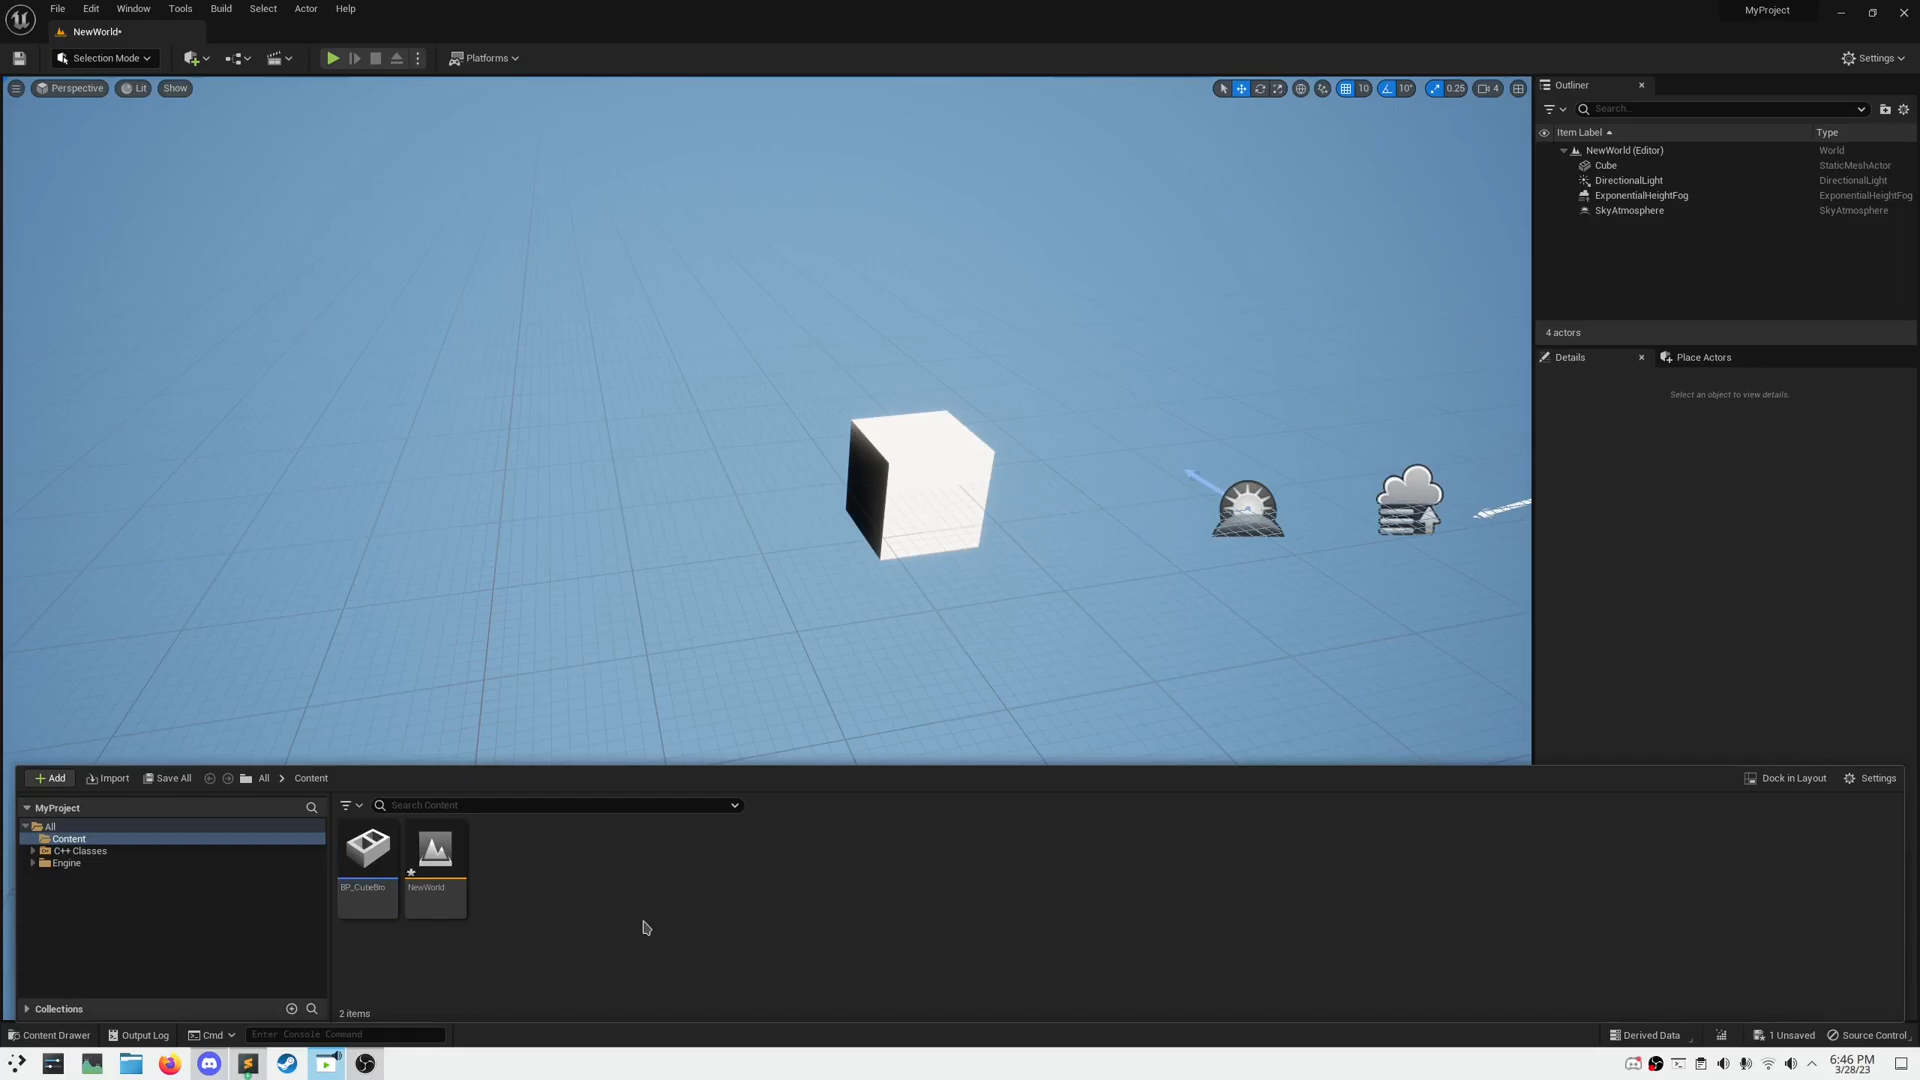 File Edit Window Tools Build Select Actor Help
MyProject
NewWorld*
Selection Mode
Platforms
Settings
Perspective Lit Show
10 10° 0.25 4
Outliner
Search...
Item Label Type
NewWorld (Editor) World
Cube StaticMeshActor
DirectionalLight DirectionalLight
ExponentialHeightFog ExponentialHeightFog
SkyAtmosphere SkyAtmosphere
4 actors
Details Place Actors
Select an object to view details.
Add Import Save All All Content
Dock in Layout Settings
MyProject
Search Content
All
Content
C++ Classes
Engine
BP_CubeBro NewWorld
Collections
2 items
Content Drawer Output Log Cmd Enter Console Command
Derived Data 1 Unsaved Source Control
6:46 PM
3/28/23